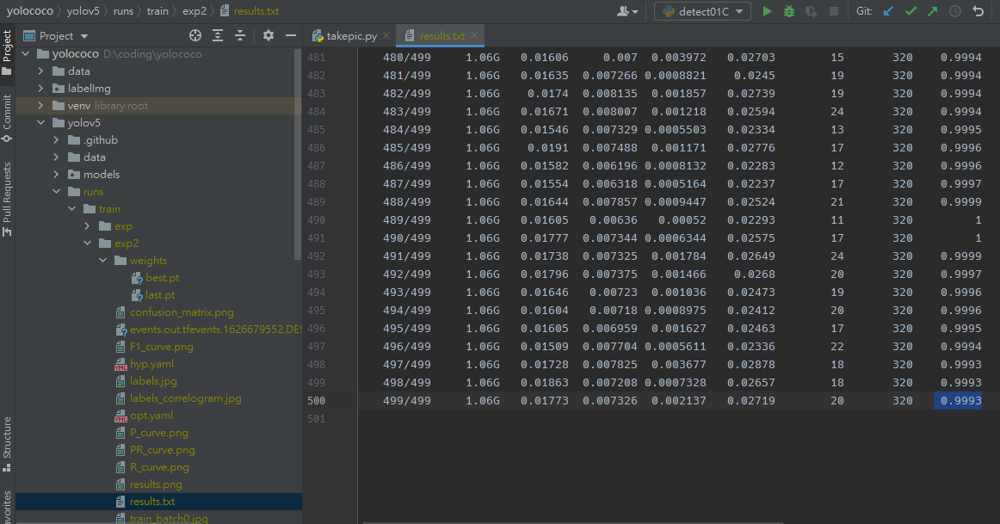 yolococo yolov5 runs train exp2 results.txt
detect01C
Git:
Project
takepic.py
results.txt
Project
Commit
Pull Requests
Structure
avorites
yolococo D:\coding\yolococo
data
labelImg
venv library root
yolov5
.github
data
models
runs
train
exp
exp2
weights
best.pt
last.pt
confusion_matrix.png
events.out.tfevents.1626679552.DES
F1_curve.png
hyp.yaml
labels.jpg
labels_correlogram.jpg
opt.yaml
P_curve.png
PR_curve.png
R_curve.png
results.png
results.txt
train_batch0.jpg
481 480/499 1.06G 0.01606 0.007 0.003972 0.02703 15 320 0.9994
482 481/499 1.06G 0.01635 0.007266 0.0008821 0.0245 19 320 0.9994
483 482/499 1.06G 0.0174 0.008135 0.001857 0.02739 19 320 0.9994
484 483/499 1.06G 0.01671 0.008007 0.001218 0.02594 24 320 0.9994
485 484/499 1.06G 0.01546 0.007329 0.0005503 0.02334 13 320 0.9995
486 485/499 1.06G 0.0191 0.007488 0.001171 0.02776 17 320 0.9996
487 486/499 1.06G 0.01582 0.006196 0.0008132 0.02283 12 320 0.9996
488 487/499 1.06G 0.01554 0.006318 0.0005164 0.02237 17 320 0.9997
489 488/499 1.06G 0.01644 0.007857 0.0009447 0.02524 21 320 0.9999
490 489/499 1.06G 0.01605 0.00636 0.00052 0.02293 11 320 1
491 490/499 1.06G 0.01777 0.007344 0.0006344 0.02575 17 320 1
492 491/499 1.06G 0.01738 0.007325 0.001784 0.02649 24 320 0.9999
493 492/499 1.06G 0.01796 0.007375 0.001466 0.0268 20 320 0.9997
494 493/499 1.06G 0.01646 0.00723 0.001036 0.02473 19 320 0.9996
495 494/499 1.06G 0.01604 0.00718 0.0008975 0.02412 20 320 0.9996
496 495/499 1.06G 0.01605 0.006959 0.001627 0.02463 17 320 0.9995
497 496/499 1.06G 0.01509 0.007704 0.0005611 0.02336 22 320 0.9994
498 497/499 1.06G 0.01728 0.007825 0.003677 0.02878 18 320 0.9993
499 498/499 1.06G 0.01863 0.007208 0.0007328 0.02657 18 320 0.9993
500 499/499 1.06G 0.01773 0.007326 0.002137 0.02719 20 320 0.9993
501